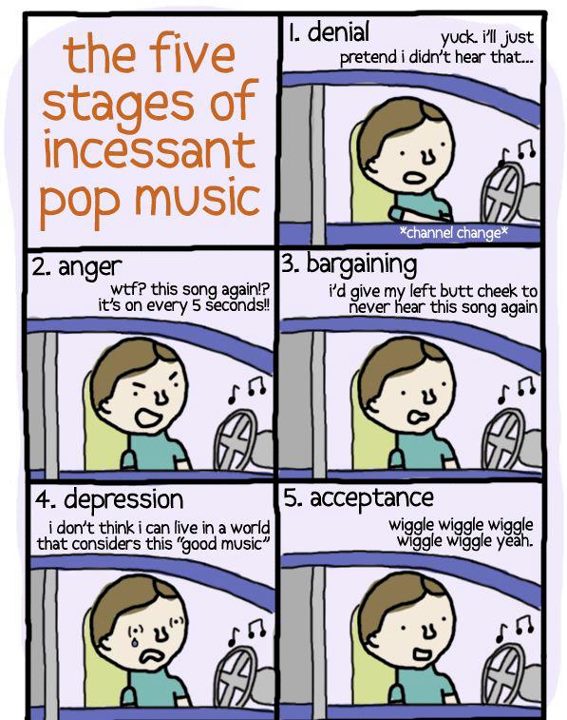 the five
stages of
incessant
pop music
1. denial
yuck. i'll just
pretend i didn't hear that...
*channel change*
2. anger
wtf? this song again!?
it's on every 5 seconds!!
3. bargaining
i'd give my left butt cheek to
never hear this song again
4. depression
i don't think i can live in a world
that considers this "good music"
5. acceptance
wiggle wiggle wiggle
wiggle wiggle yeah.